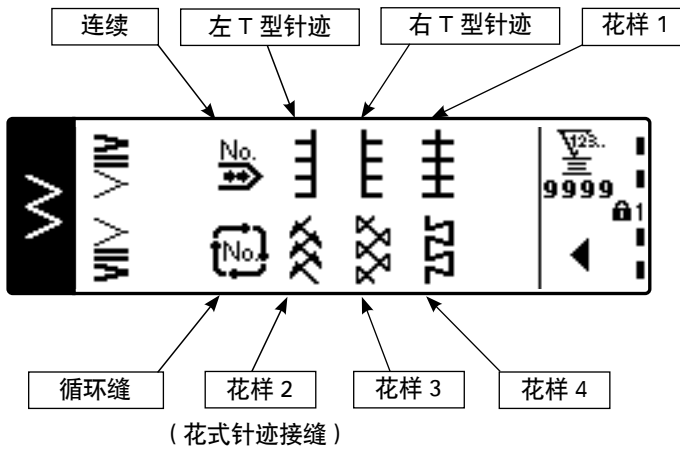 连续 左 T 型针迹 右 T 型针迹 花样 1
No. 123..
9999
1
No.
循环缝 花样 2 花样 3 花样 4
( 花式针迹接缝 )